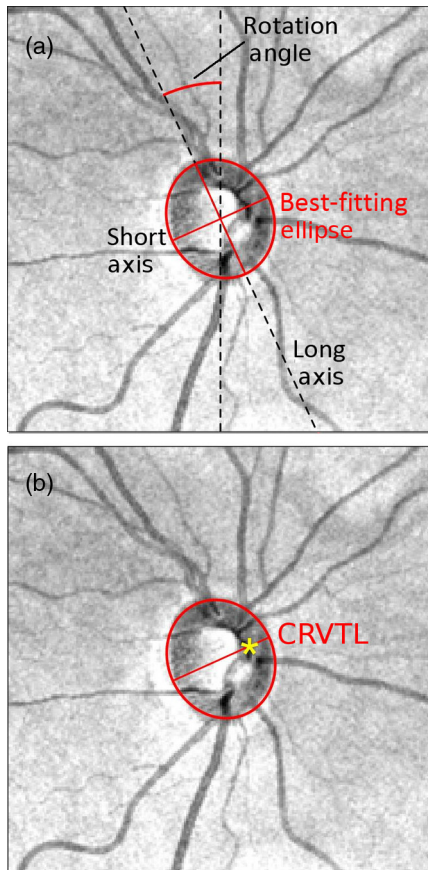 (a)
Rotation
angle
Best-fitting
ellipse
Short
axis
Long
axis
(b)
CRVTL